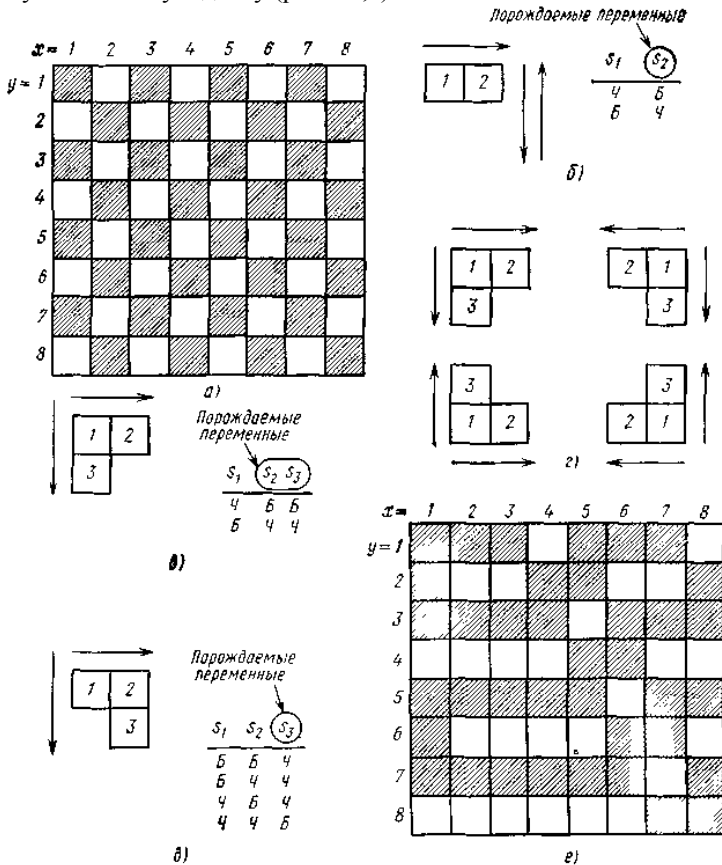 Порождаемые переменные
x= 1 2 3 4 5 6 7 8
y=1
2
3
4
5
6
7
8
а)
1 2
S1 S2
Ч Б
Б Ч
б)
1 2
3
Порождаемые
переменные
S1 S2 S3
Ч Б Б
Б Ч Ч
в)
1 2
3
2 1
3
3
1 2
3
2 1
г)
1 2
3
Порождаемые
переменные
S1 S2 S3
Б Б Ч
Б Ч Ч
Ч Б Ч
Ч Ч Б
д)
x= 1 2 3 4 5 6 7 8
y=1
2
3
4
5
6
7
8
е)